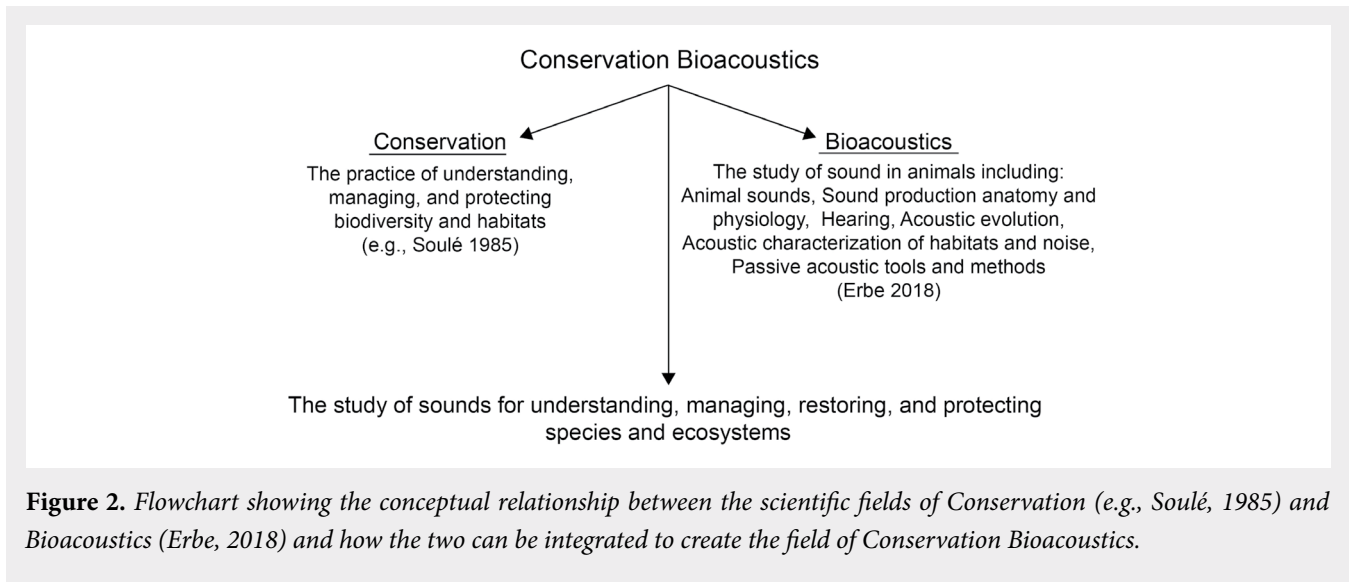 Conservation Bioacoustics
Conservation
The practice of understanding,
managing, and protecting
biodiversity and habitats
(e.g., Soulé 1985)
Bioacoustics
The study of sound in animals including:
Animal sounds, Sound production anatomy and
physiology, Hearing, Acoustic evolution,
Acoustic characterization of habitats and noise,
Passive acoustic tools and methods
(Erbe 2018)
The study of sounds for understanding, managing, restoring, and protecting
species and ecosystems
Figure 2. Flowchart showing the conceptual relationship between the scientific fields of Conservation (e.g., Soulé, 1985) and
Bioacoustics (Erbe, 2018) and how the two can be integrated to create the field of Conservation Bioacoustics.